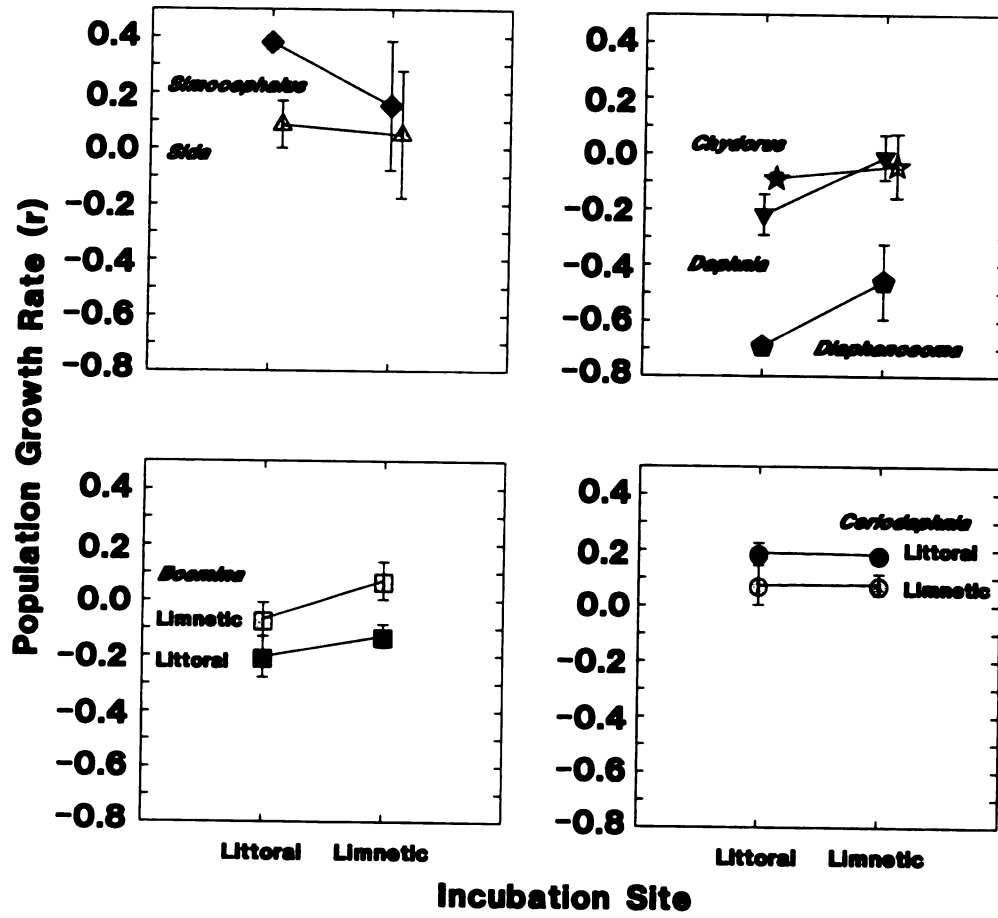 Population Growth Rate (r)
0.4
0.2
0.0
−0.2
−0.4
−0.6
−0.8
Simocephalus
Sida
0.4
0.2
0.0
−0.2
−0.4
−0.6
−0.8
Chydorus
Daphnia
Diaphanosoma
0.4
0.2
0.0
−0.2
−0.4
−0.6
−0.8
Bosmina
Limnetic
Littoral
Littoral Limnetic
0.4
0.2
0.0
−0.2
−0.4
−0.6
−0.8
Ceriodaphnia
Littoral
Limnetic
Littoral Limnetic
Incubation Site